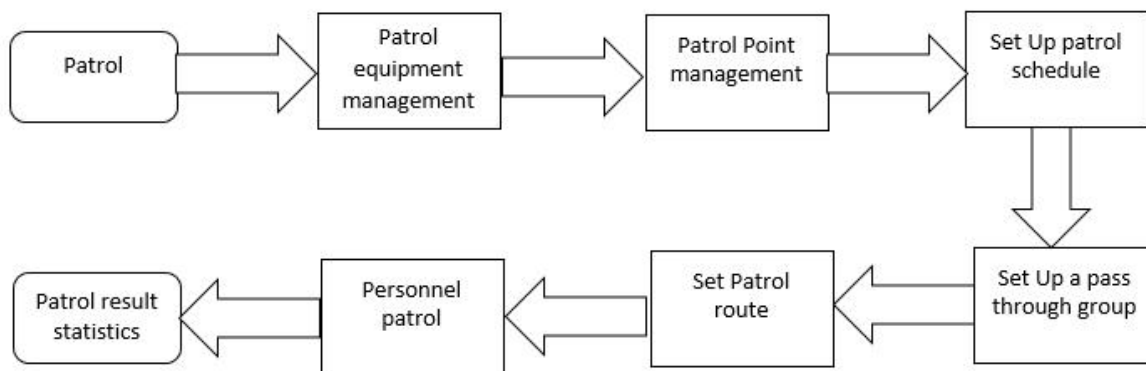 Patrol
Patrol
equipment
management
Patrol Point
management
Set Up patrol
schedule
Set Up a pass
through group
Set Patrol
route
Personnel
patrol
Patrol result
statistics